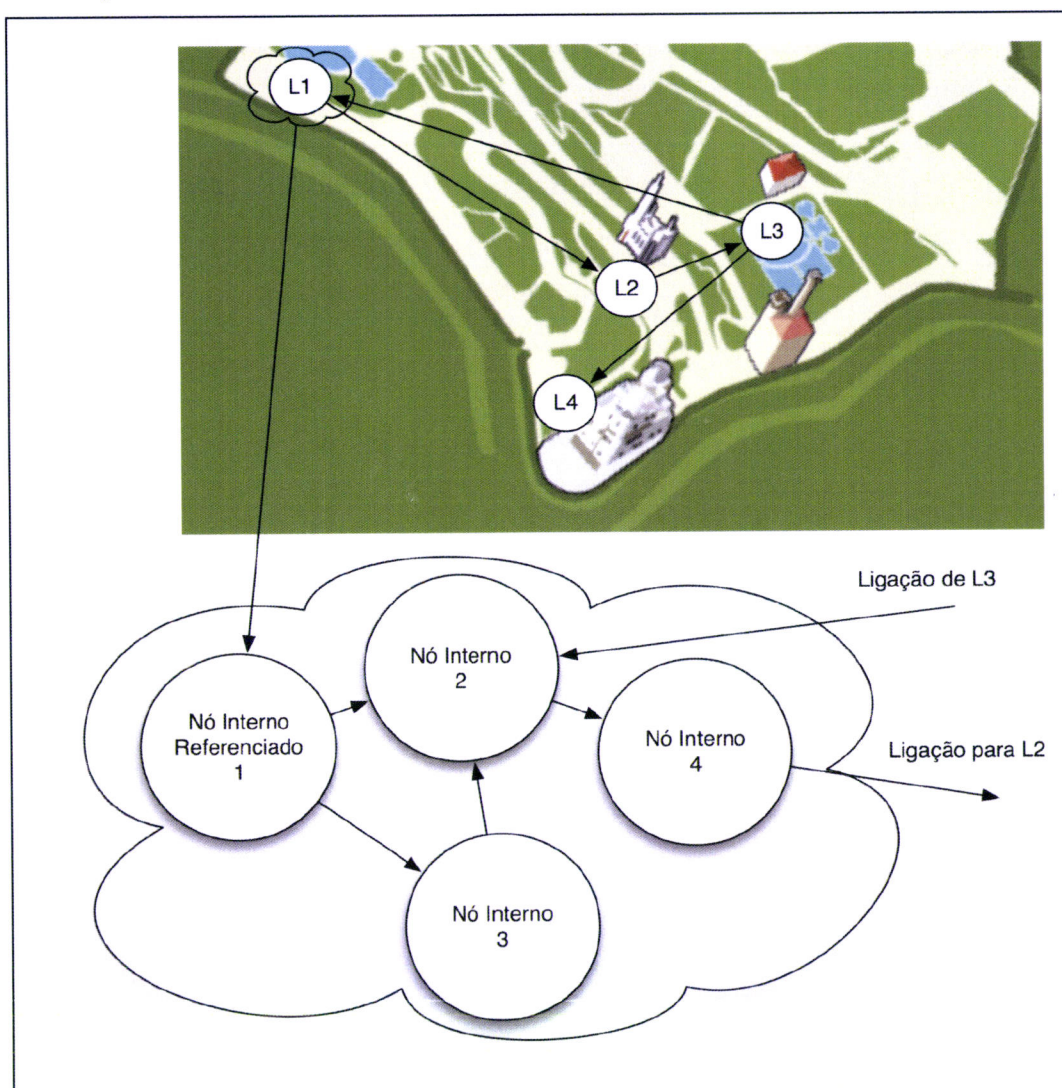 L1
L3
L2
L4
Ligação de L3
Nó Interno
2
Nó Interno
Referenciado
1
Nó Interno
4
Ligação para L2
Nó Interno
3